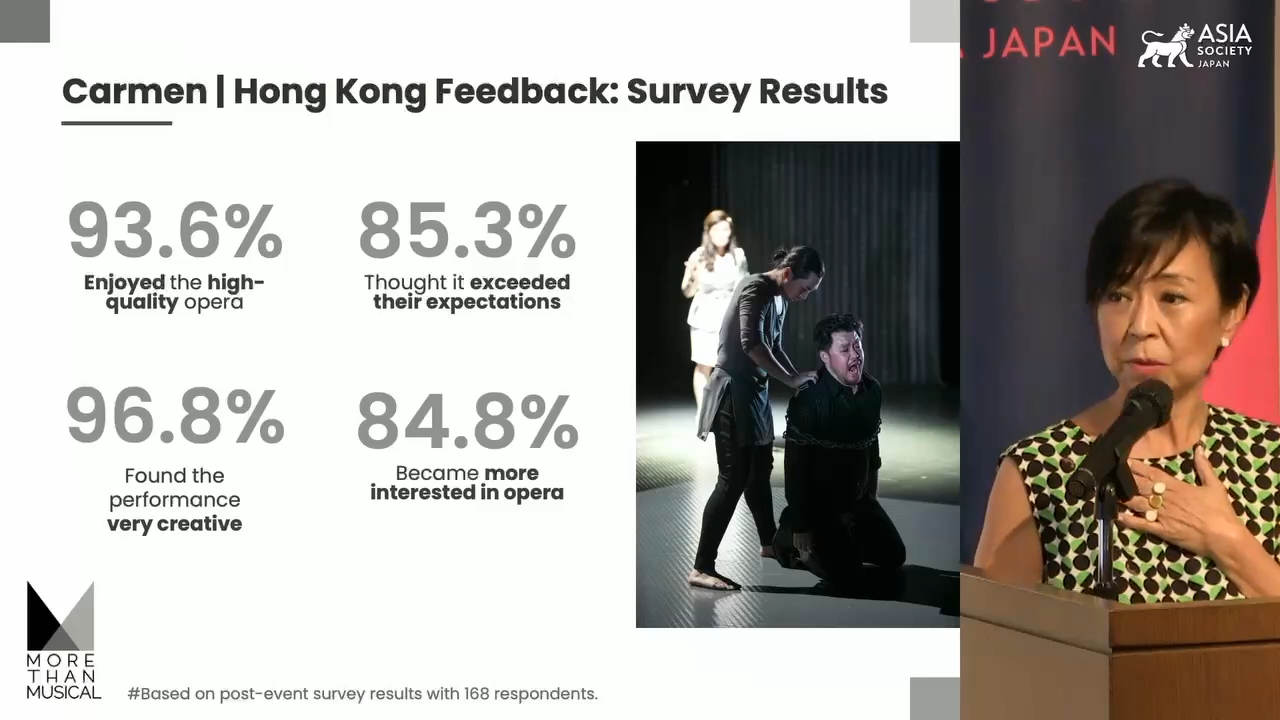 Carmen | Hong Kong Feedback: Survey Results
93.6%
Enjoyed the high-
quality opera
85.3%
Thought it exceeded
their expectations
96.8%
Found the
performance
very creative
84.8%
Became more
interested in opera
MORE
THAN
MUSICAL
#Based on post-event survey results with 168 respondents.
JAPAN
ASIA
SOCIETY
JAPAN